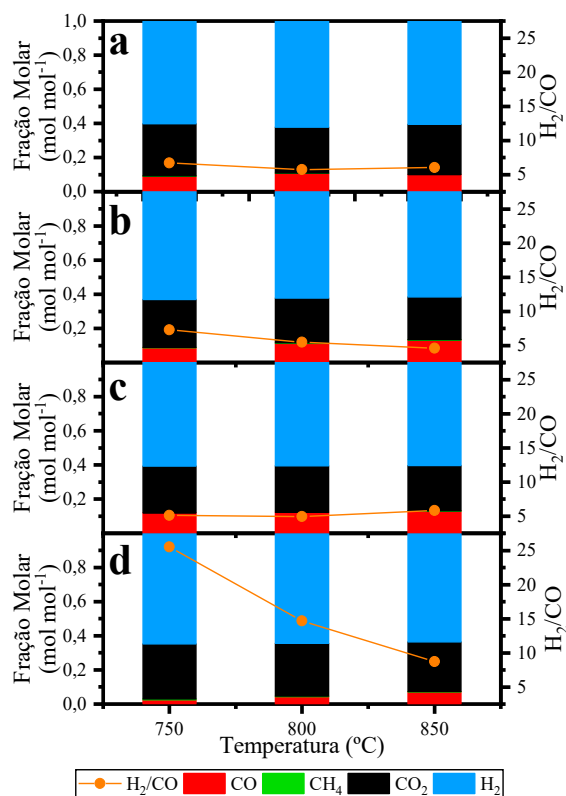 a
Fração Molar
(mol mol⁻¹)
1,0
0,8
0,6
0,4
0,2
0,0
25
20
15
10
5
H₂/CO
b
Fração Molar
(mol mol⁻¹)
0,8
0,6
0,4
0,2
25
20
15
10
5
H₂/CO
c
Fração Molar
(mol mol⁻¹)
0,8
0,6
0,4
0,2
25
20
15
10
5
H₂/CO
d
Fração Molar
(mol mol⁻¹)
0,8
0,6
0,4
0,2
0,0
25
20
15
10
5
H₂/CO
750 800 850
Temperatura (ºC)
H₂/CO CO CH₄ CO₂ H₂